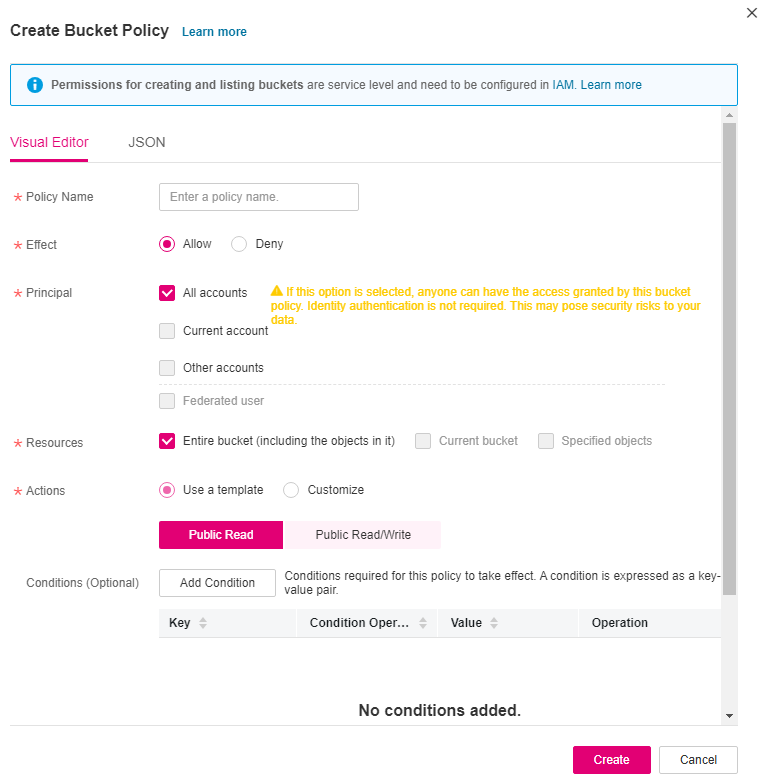 Create Bucket Policy Learn more
Permissions for creating and listing buckets are service level and need to be configured in IAM. Learn more
Visual Editor JSON
* Policy Name Enter a policy name.
* Effect Allow Deny
* Principal All accounts If this option is selected, anyone can have the access granted by this bucket
policy. Identity authentication is not required. This may pose security risks to your
data.
Current account
Other accounts
Federated user
* Resources Entire bucket (including the objects in it) Current bucket Specified objects
* Actions Use a template Customize
Public Read Public Read/Write
Conditions (Optional) Add Condition Conditions required for this policy to take effect. A condition is expressed as a key-
value pair.
Key Condition Oper... Value Operation
No conditions added.
Create Cancel